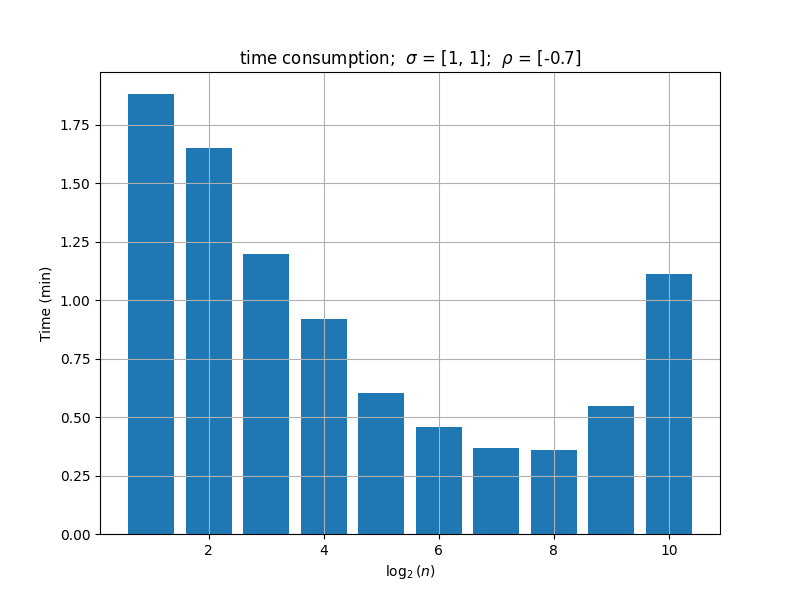 time consumption;  σ = [1, 1];  ρ = [-0.7]
Time (min)
1.75
1.50
1.25
1.00
0.75
0.50
0.25
0.00
2 4 6 8 10
log₂ (n)